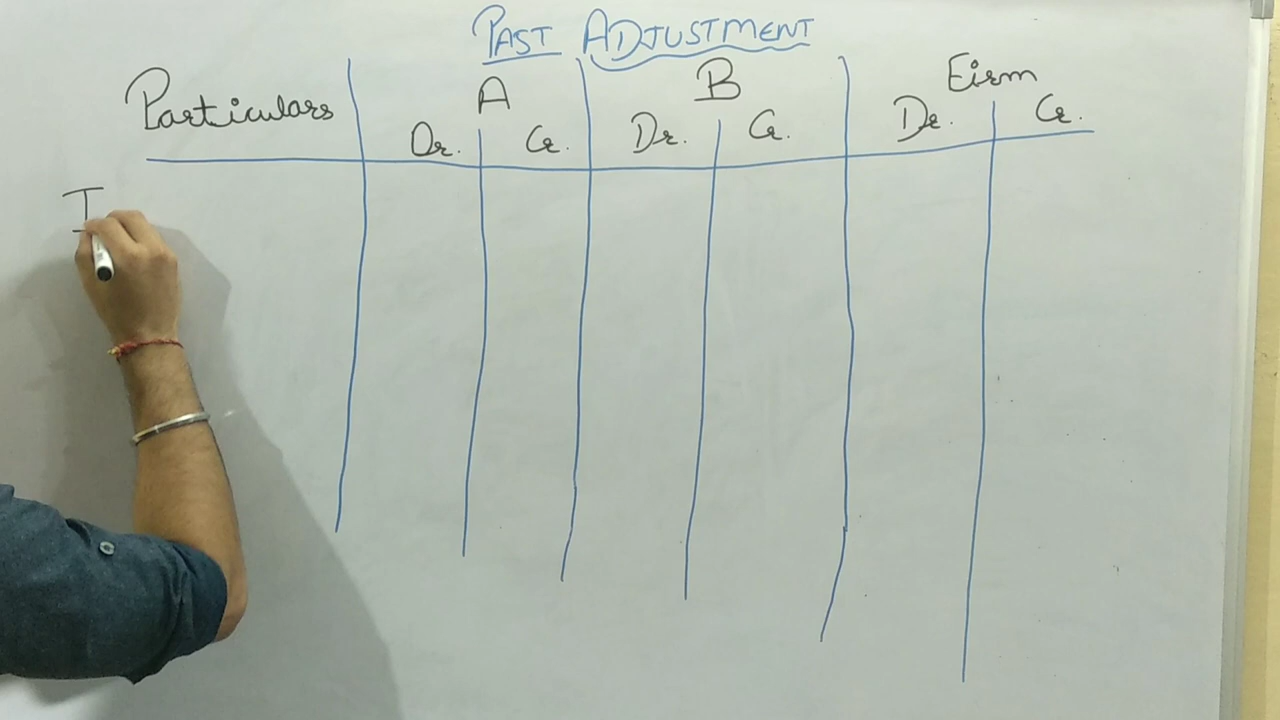 PAST ADJUSTMENT
Particulars A B Firm
Dr. Cr. Dr. Cr. Dr. Cr.
I